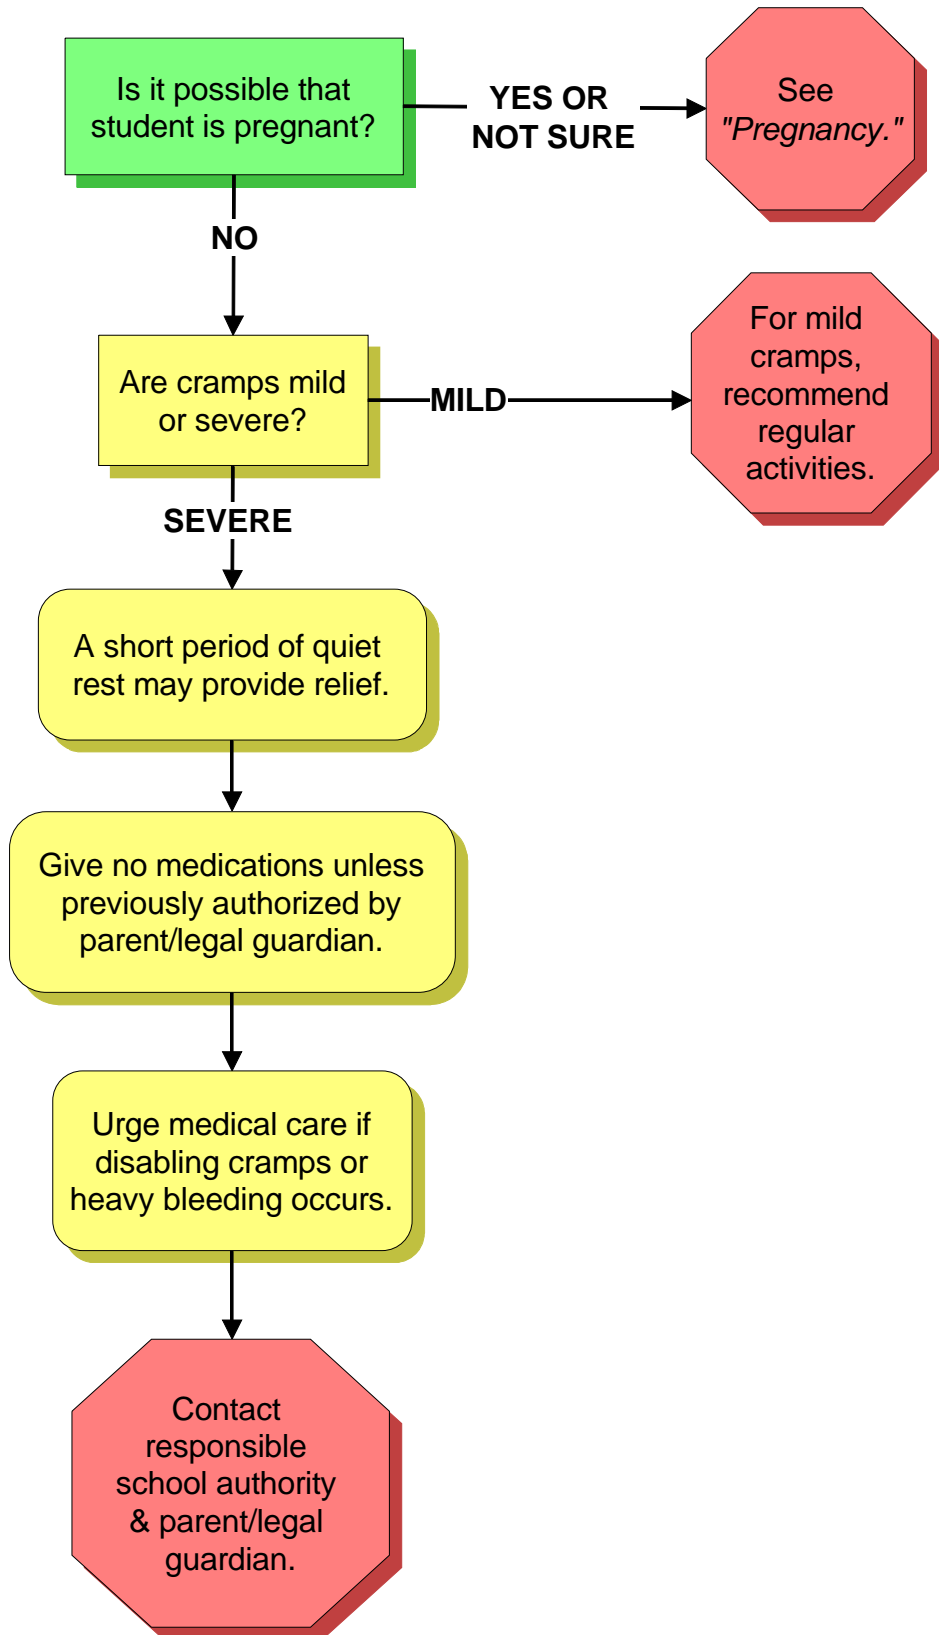 Is it possible that
student is pregnant?
YES OR
NOT SURE
See
"Pregnancy."
NO
Are cramps mild
or severe?
MILD
For mild
cramps,
recommend
regular
activities.
SEVERE
A short period of quiet
rest may provide relief.
Give no medications unless
previously authorized by
parent/legal guardian.
Urge medical care if
disabling cramps or
heavy bleeding occurs.
Contact
responsible
school authority
& parent/legal
guardian.